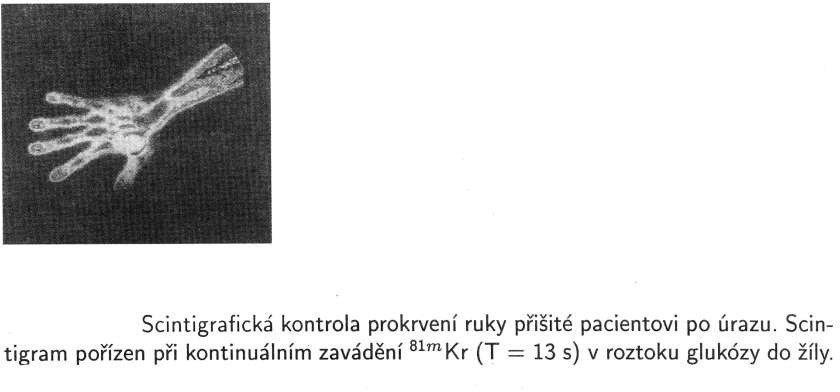 Scintigrafická kontrola prokrvení ruky přišité pacientovi po úrazu. Scin-
tigram pořízen při kontinuálním zavádění ⁸¹ᵐKr (T = 13 s) v roztoku glukózy do žíly.